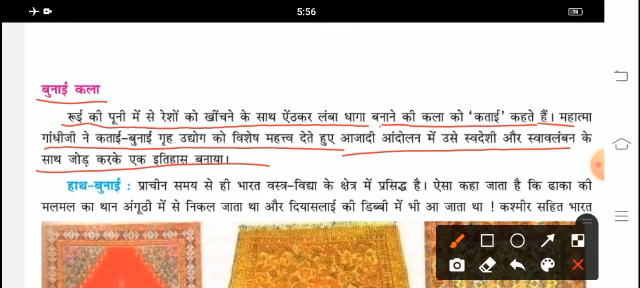 5:56
बुनाई कला
रूई की पूनी में से रेशों को खींचने के साथ ऐंठकर लंबा धागा बनाने की कला को ‘कताई’ कहते हैं। महात्मा
गांधीजी ने कताई-बुनाई गृह उद्योग को विशेष महत्त्व देते हुए आजादी आंदोलन में उसे स्वदेशी और स्वावलंबन के
साथ जोड़ करके एक इतिहास बनाया।
हाथ-बुनाई : प्राचीन समय से ही भारत वस्त्र-विद्या के क्षेत्र में प्रसिद्ध है। ऐसा कहा जाता है कि ढाका की
मलमल का थान अंगूठी में से निकल जाता था और दियासलाई की डिब्बी में भी आ जाता था ! कश्मीर सहित भारत